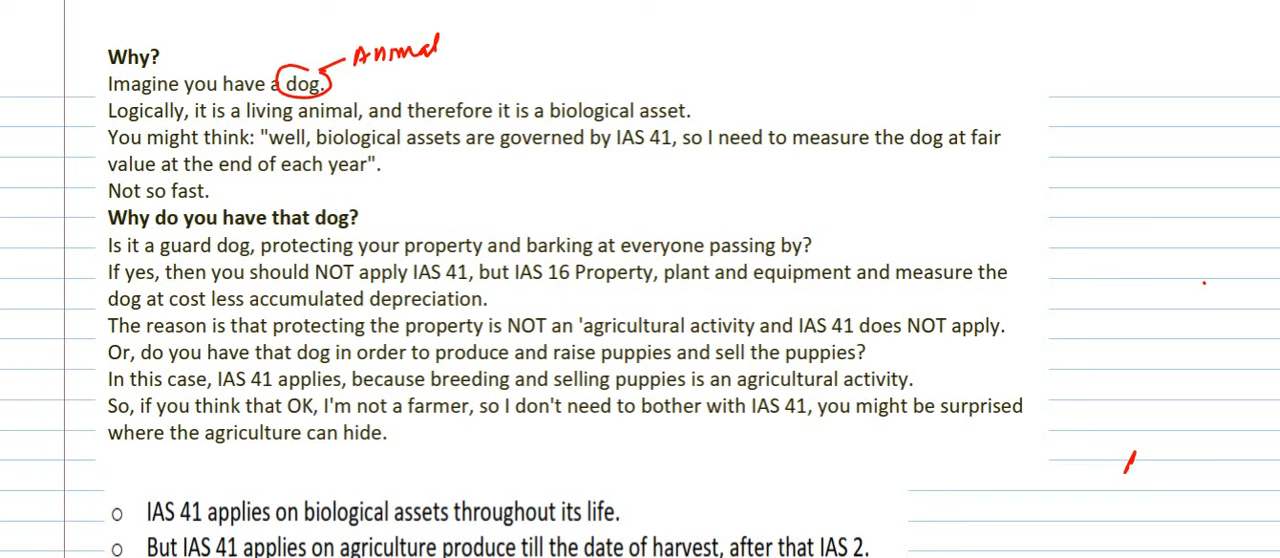 Animal
Why?
Imagine you have a dog.
Logically, it is a living animal, and therefore it is a biological asset.
You might think: "well, biological assets are governed by IAS 41, so I need to measure the dog at fair
value at the end of each year".
Not so fast.
Why do you have that dog?
Is it a guard dog, protecting your property and barking at everyone passing by?
If yes, then you should NOT apply IAS 41, but IAS 16 Property, plant and equipment and measure the
dog at cost less accumulated depreciation.
The reason is that protecting the property is NOT an 'agricultural activity and IAS 41 does NOT apply.
Or, do you have that dog in order to produce and raise puppies and sell the puppies?
In this case, IAS 41 applies, because breeding and selling puppies is an agricultural activity.
So, if you think that OK, I'm not a farmer, so I don't need to bother with IAS 41, you might be surprised
where the agriculture can hide.
o IAS 41 applies on biological assets throughout its life.
o But IAS 41 applies on agriculture produce till the date of harvest, after that IAS 2.